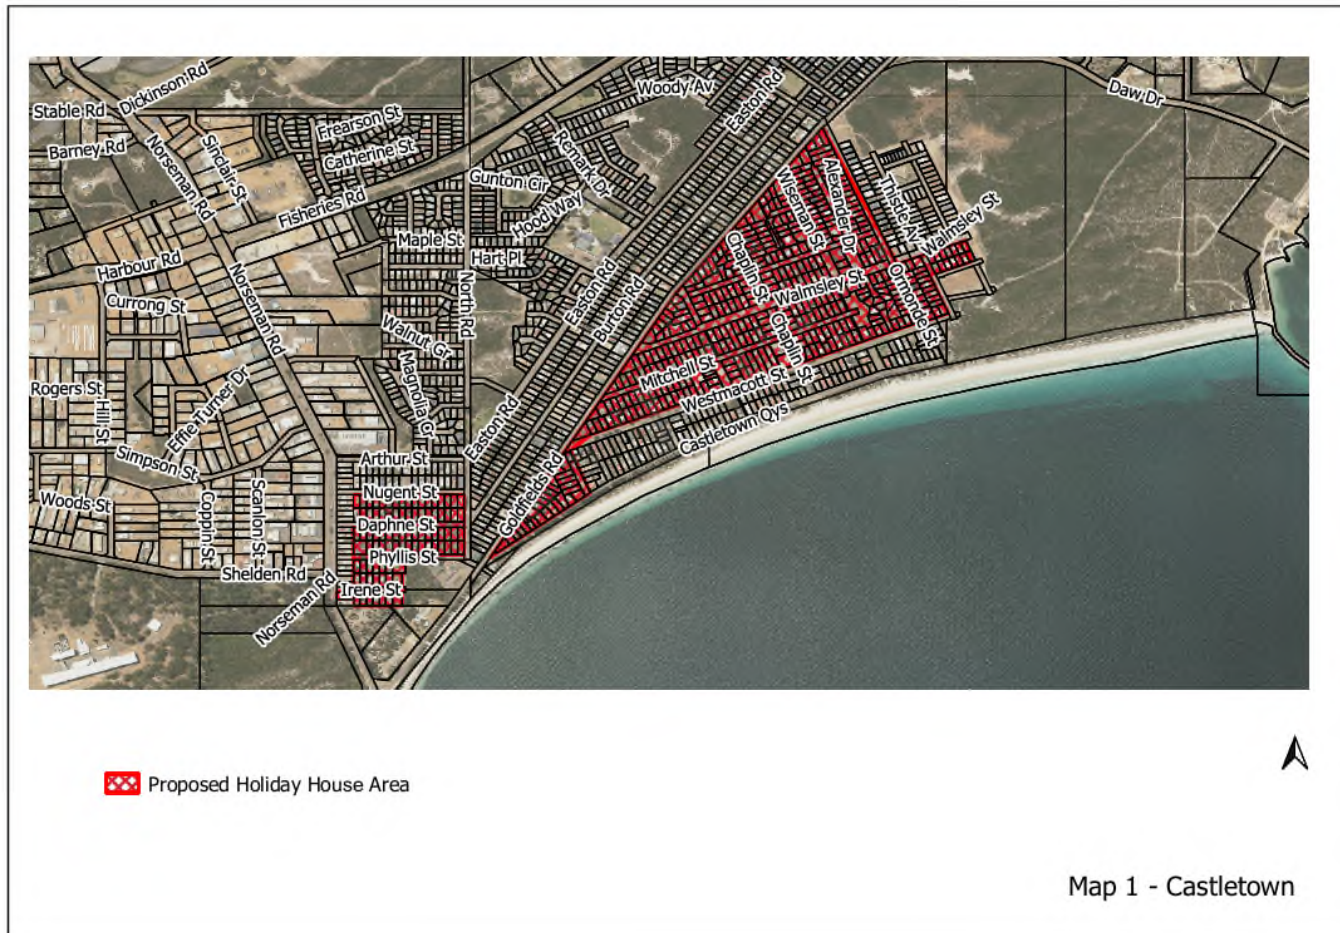 Woody Av
Easton Rd
Daw Dr
Dickinson Rd
Stable Rd
Frearson St
Barney Rd
Norseman Rd
Sinclair St
Catherine St
Remark Dr
Gunton Cir
Wiseman St
Alexander Dr
Thistle Av
Walmsley St
Fisheries Rd
Hood Way
Maple St
Hart Pl
Harbour Rd
Norseman Rd
North Rd
Easton Rd
Burton Rd
Chaplin St
Walmsley St
Ormonde St
Currong St
Walnut Gr
Chaplin St
Rogers St
Hill St
Effie Turner Dr
Magnolia Gr
Mitchell St
Westmacott St
Castletown Qys
Easton Rd
Simpson St
Arthur St
Goldfields Rd
Woods St
Coppin St
Scanlon St
Nugent St
Daphne St
Phyllis St
Shelden Rd
Norseman Rd
Irene St
Proposed Holiday House Area
Map 1 - Castletown